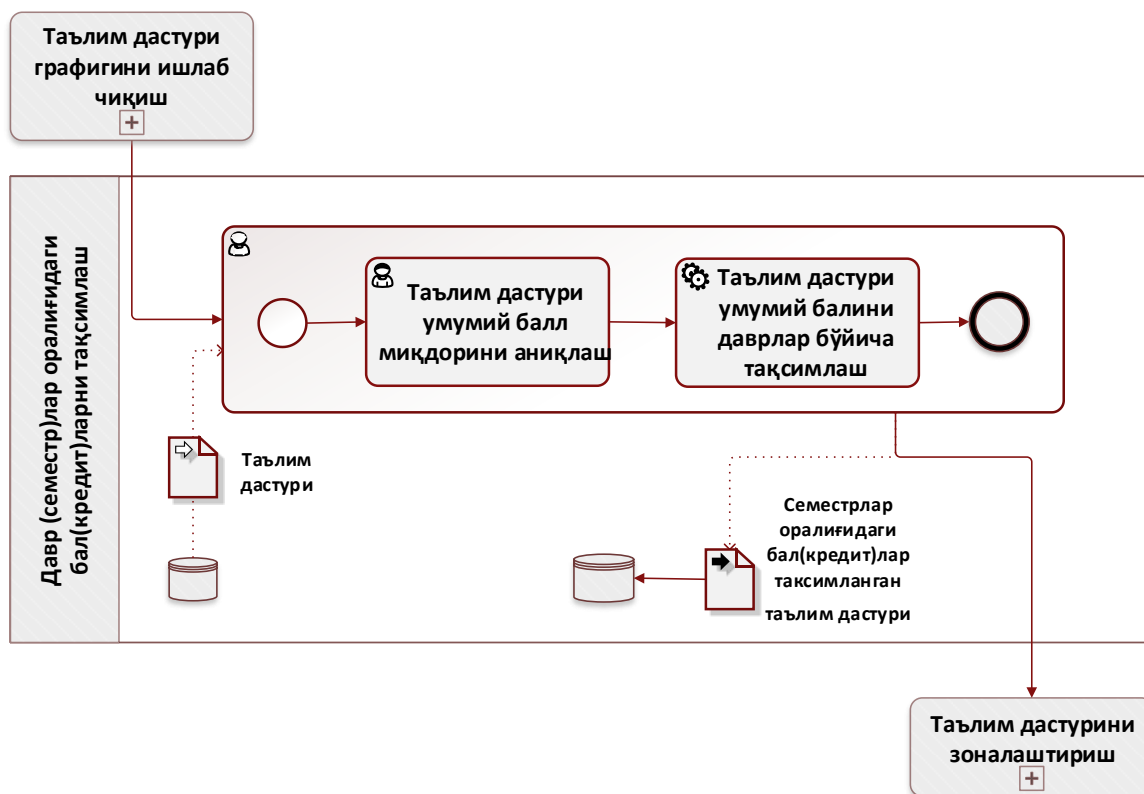 Таълим дастури
графигини ишлаб
чиқиш
Давр (семестр)лар оралиғидаги
бал(кредит)ларни тақсимлаш
Таълим дастури
умумий балл
миқдорини аниқлаш
Таълим дастури
умумий балини
даврлар бўйича
тақсимлаш
Таълим
дастури
Семестрлар
оралиғидаги
бал(кредит)лар
таксимланган
таълим дастури
Таълим дастурини
зоналаштириш